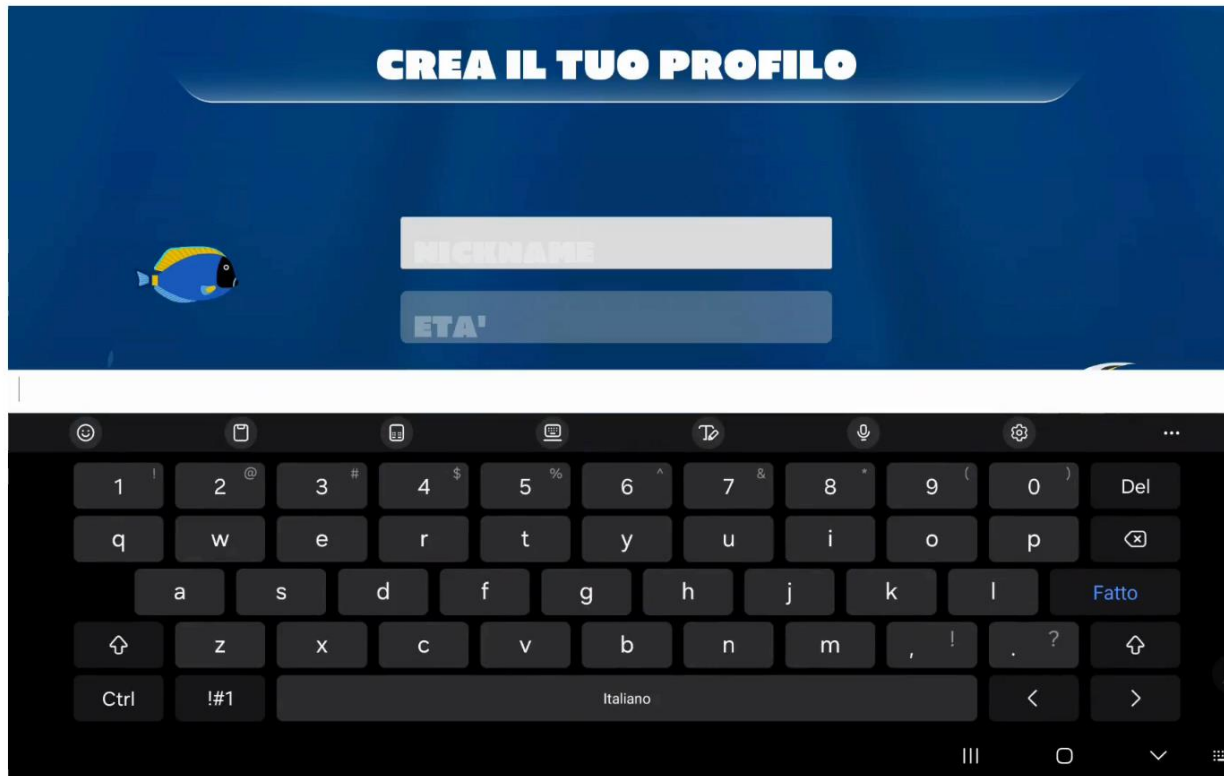 CREA IL TUO PROFILO
NICKNAME
ETA'
1 ! 2 @ 3 # 4 $ 5 % 6 ^ 7 & 8 * 9 ( 0 ) Del
q w e r t y u i o p
a s d f g h j k l Fatto
z x c v b n m , ! . ?
Ctrl !#1 Italiano < >